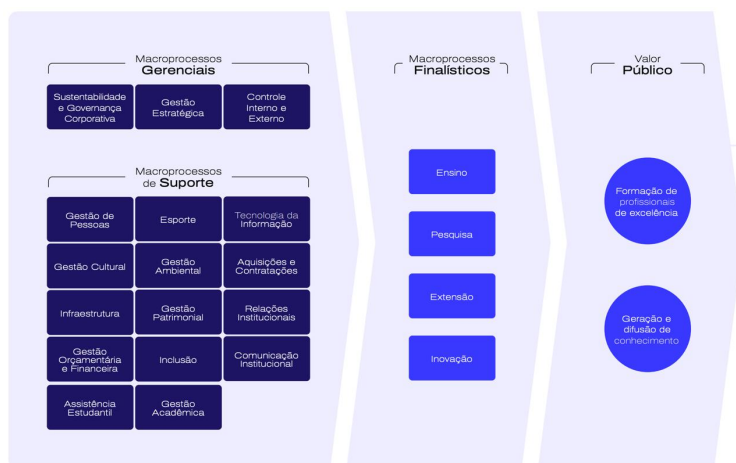 Macroprocessos
Gerenciais
Sustentabilidade
e Governança
Corporativa
Gestão
Estratégica
Controle
Interno e
Externo
Macroprocessos
de Suporte
Gestão de
Pessoas
Esporte
Tecnologia da
Informação
Gestão Cultural
Gestão
Ambiental
Aquisições e
Contratações
Infraestrutura
Gestão
Patrimonial
Relações
Institucionais
Gestão
Orçamentária
e Financeira
Inclusão
Comunicação
Institucional
Assistência
Estudantil
Gestão
Acadêmica
Macroprocessos
Finalísticos
Ensino
Pesquisa
Extensão
Inovação
Valor
Público
Formação de
profissionais
de excelência
Geração e
difusão de
conhecimento